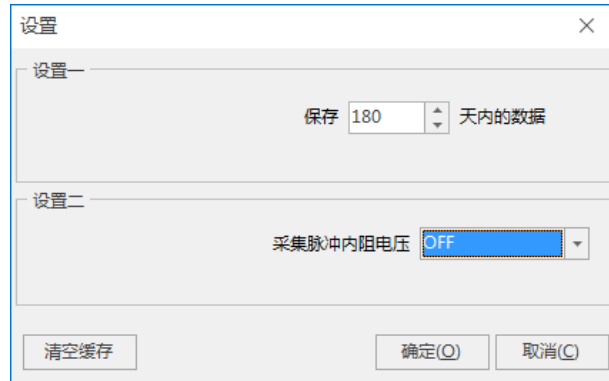 设置
设置一
保存 180 天内的数据
设置二
采集脉冲内阻电压 OFF
清空缓存 确定(O) 取消(C)